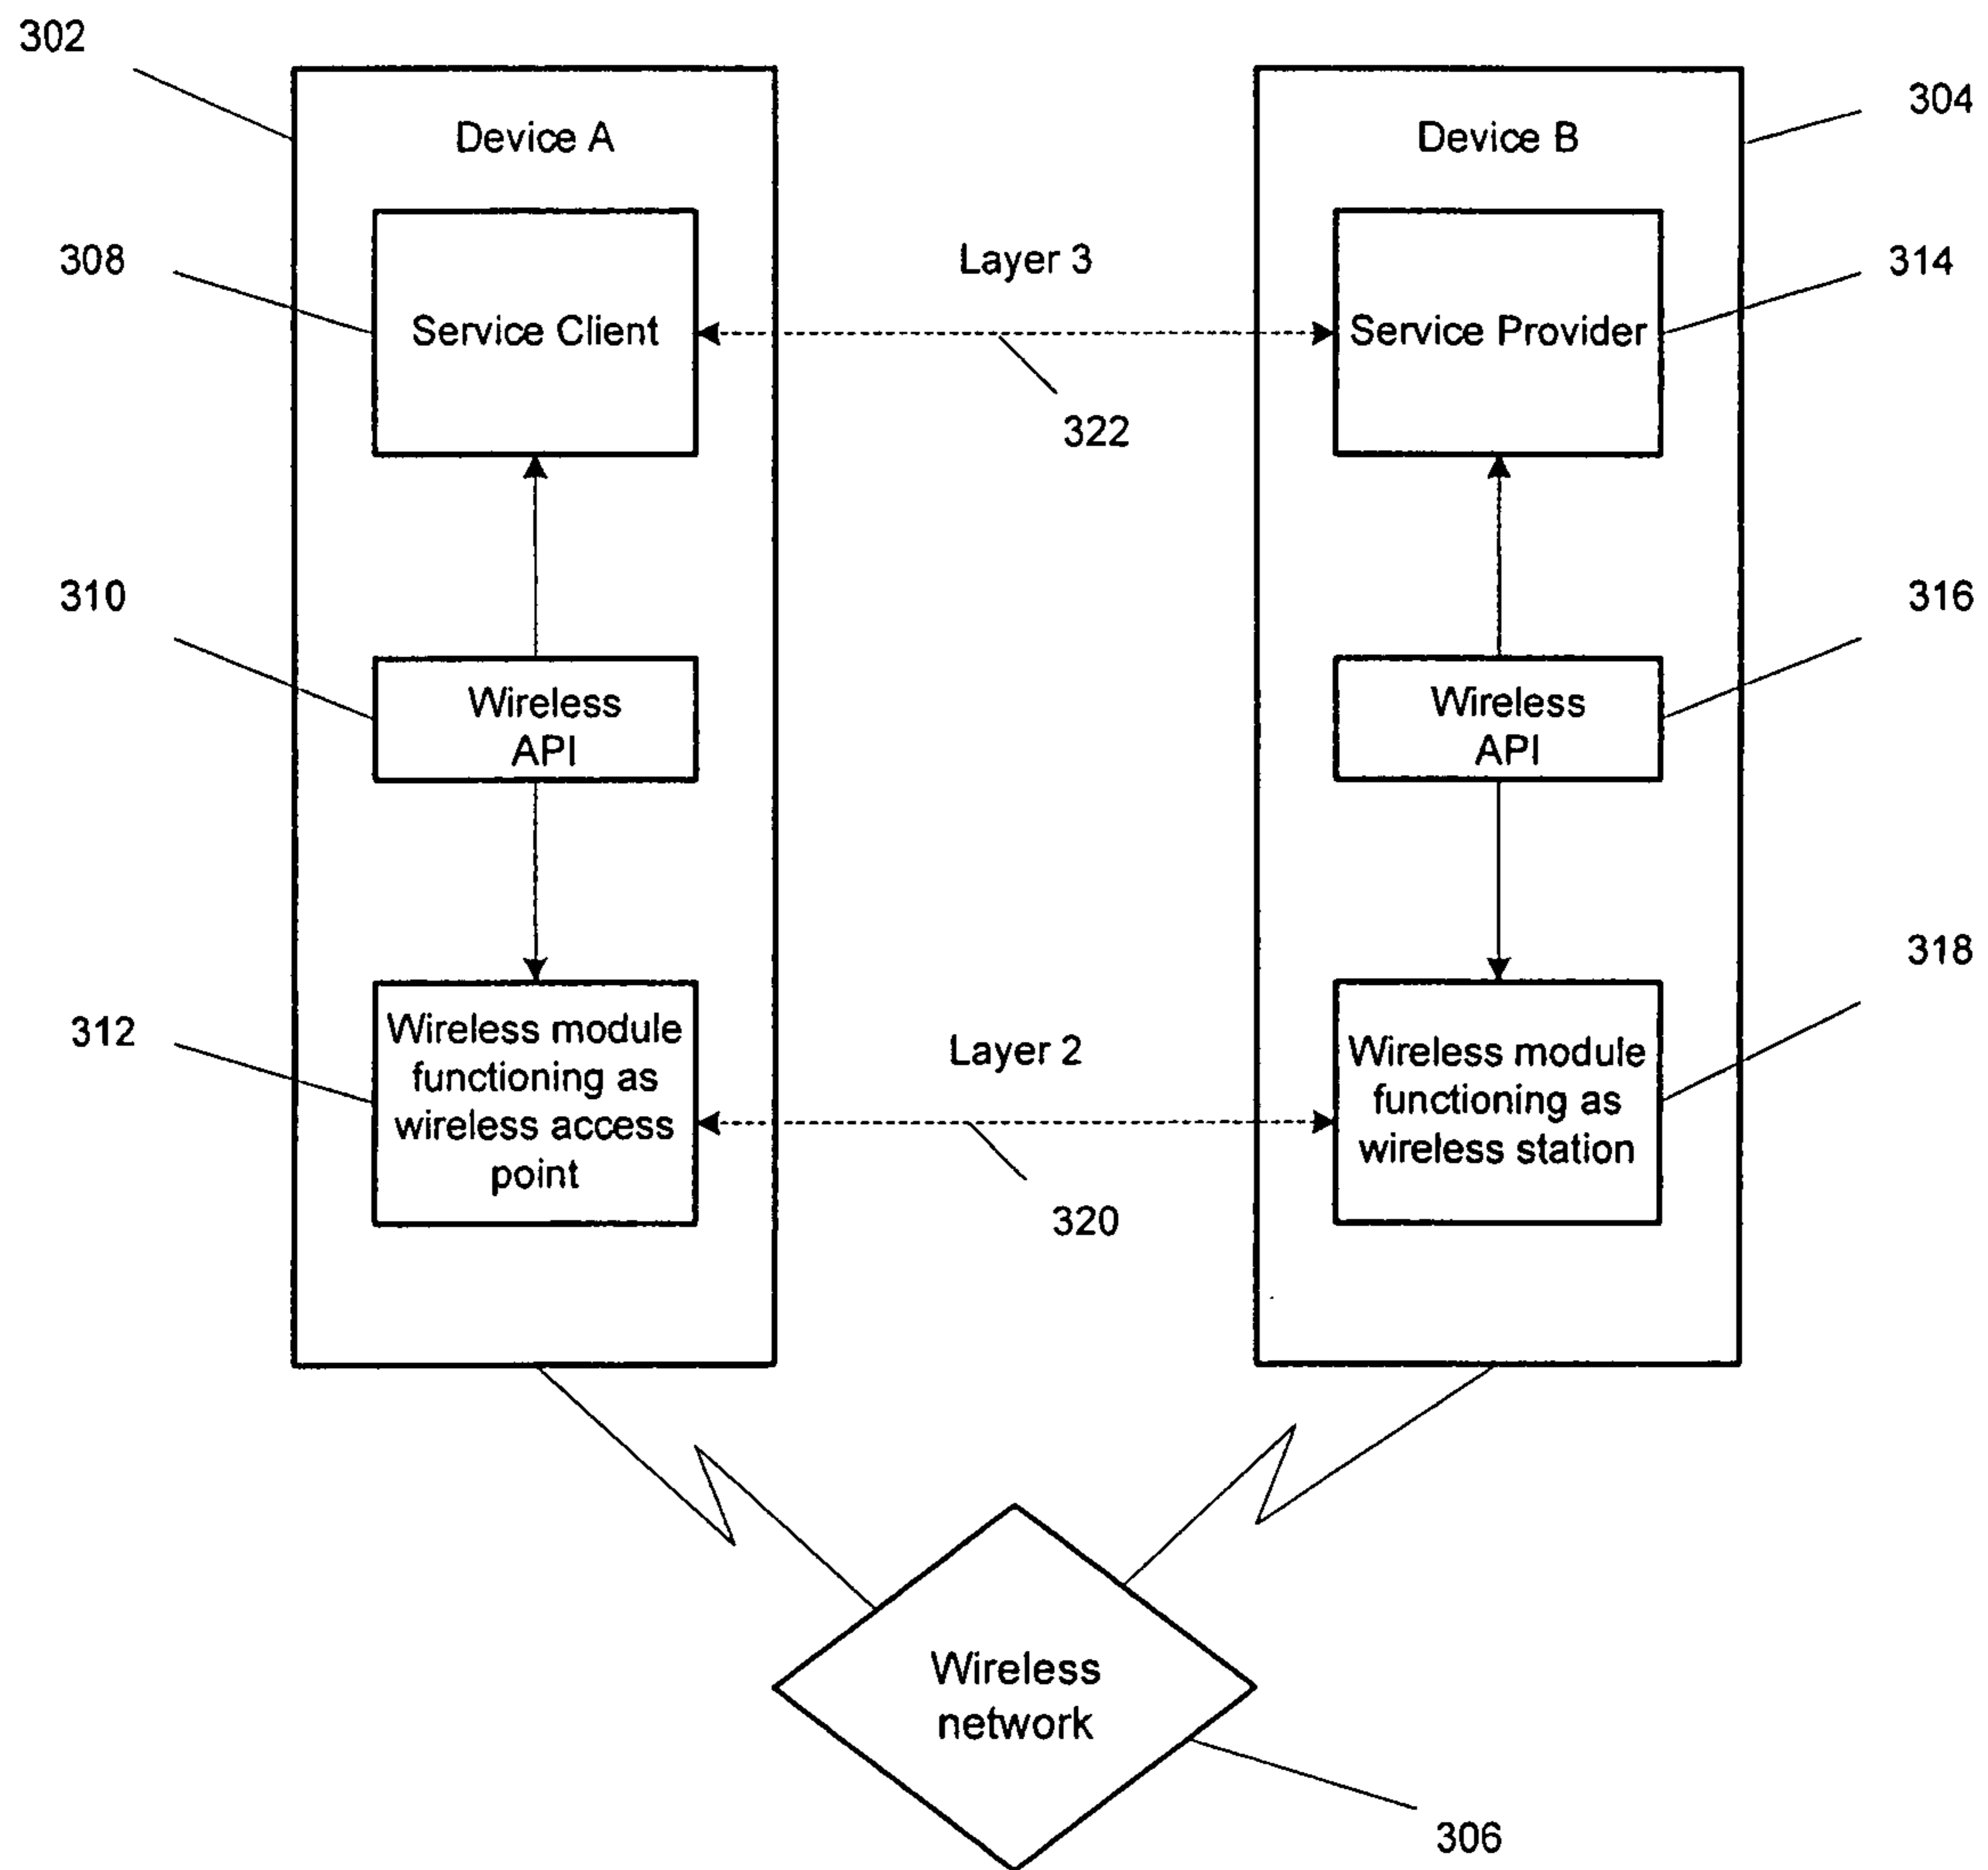 302
304
Device A
Device B
308
Layer 3
314
Service Client
Service Provider
322
310
316
Wireless
API
Wireless
API
318
312
Wireless module
functioning as
wireless access
point
Layer 2
Wireless module
functioning as
wireless station
320
Wireless
network
306